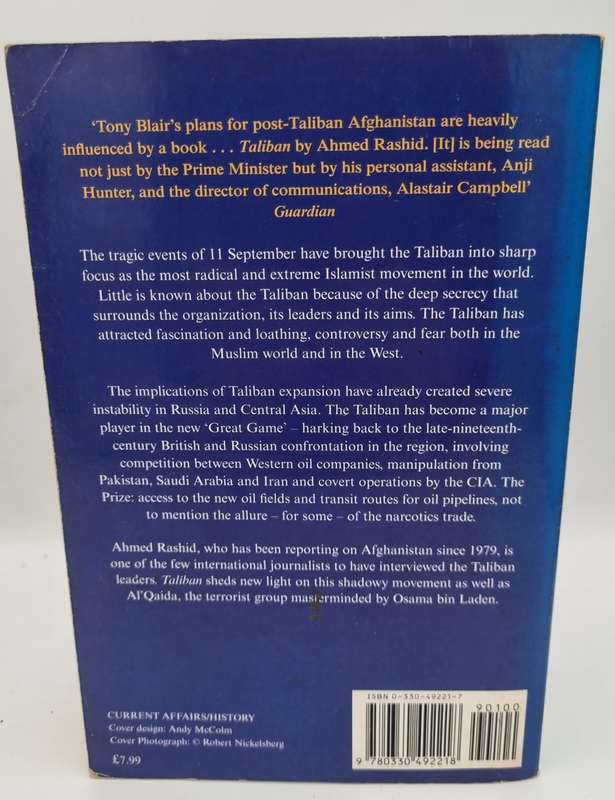 ‘Tony Blair's plans for post-Taliban Afghanistan are heavily
influenced by a book . . . Taliban by Ahmed Rashid. [It] is being read
not just by the Prime Minister but by his personal assistant, Anji
Hunter, and the director of communications, Alastair Campbell’
Guardian
The tragic events of 11 September have brought the Taliban into sharp
focus as the most radical and extreme Islamist movement in the world.
Little is known about the Taliban because of the deep secrecy that
surrounds the organization, its leaders and its aims. The Taliban has
attracted fascination and loathing, controversy and fear both in the
Muslim world and in the West.
The implications of Taliban expansion have already created severe
instability in Russia and Central Asia. The Taliban has become a major
player in the new ‘Great Game’ – harking back to the late-nineteenth-
century British and Russian confrontation in the region, involving
competition between Western oil companies, manipulation from
Pakistan, Saudi Arabia and Iran and covert operations by the CIA. The
Prize: access to the new oil fields and transit routes for oil pipelines, not
to mention the allure – for some – of the narcotics trade.
Ahmed Rashid, who has been reporting on Afghanistan since 1979, is
one of the few international journalists to have interviewed the Taliban
leaders. Taliban sheds new light on this shadowy movement as well as
Al'Qaida, the terrorist group masterminded by Osama bin Laden.
CURRENT AFFAIRS/HISTORY
Cover design: Andy McColm
Cover Photograph: © Robert Nickelsberg
£7.99
ISBN 0-330-49221-7
90100
9 780330 492218